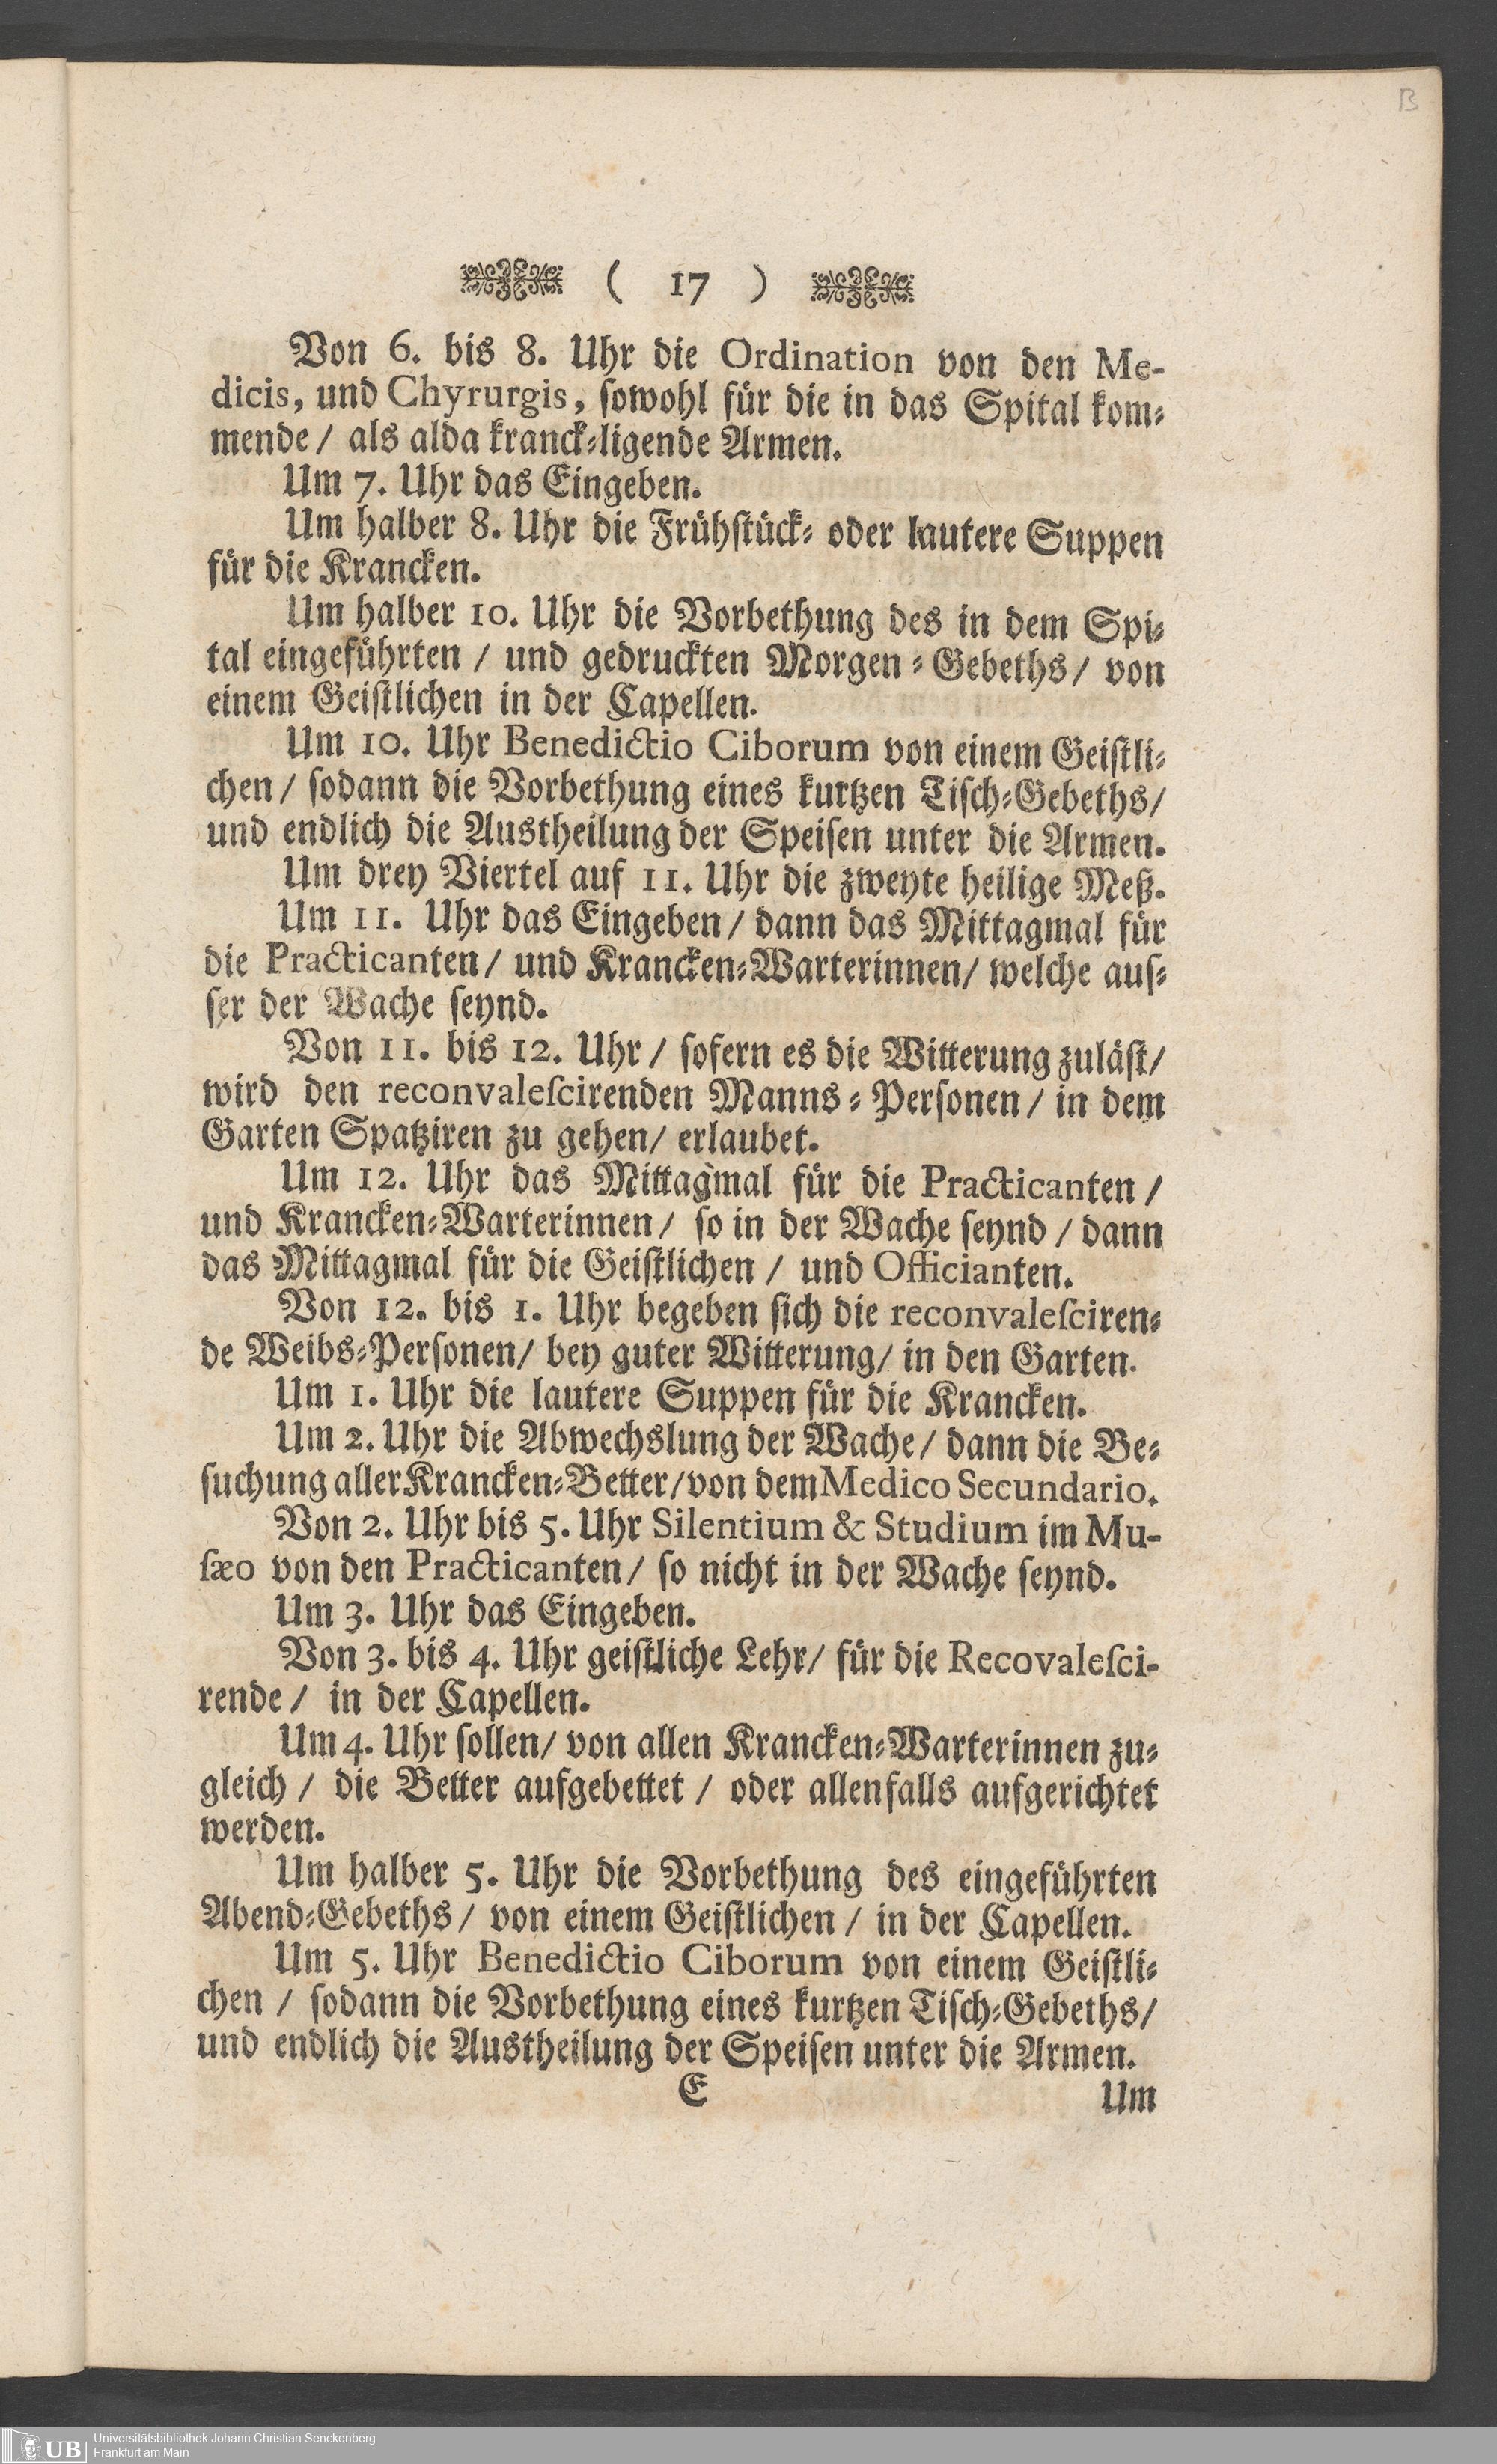 B
( 17 )
Von 6. bis 8. Uhr die Ordination von den Me-
dicis, und Chyrurgis, ſowohl für die in das Spital kom⸗
mende/ als alda kranck⸗ligende Armen.
Um 7. Uhr das Eingeben.
Um halber 8. Uhr die Frühſtück⸗ oder lautere Suppen
für die Krancken.
Um halber 10. Uhr die Vorbethung des in dem Spi⸗
tal eingeführten / und gedruckten Morgen⸗Gebeths/ von
einem Geiſtlichen in der Capellen.
Um 10. Uhr Benedictio Ciborum von einem Geiſtli⸗
chen / ſodann die Vorbethung eines kurtzen Tiſch⸗Gebeths/
und endlich die Austheilung der Speiſen unter die Armen.
Um drey Viertel auf 11. Uhr die zweyte heilige Meß.
Um 11. Uhr das Eingeben / dann das Mittagmal für
die Practicanten/ und Krancken⸗Warterinnen/ welche auſ⸗
ſer der Wache ſeynd.
Von 11. bis 12. Uhr / ſofern es die Witterung zuläſt/
wird den reconvaleſcirenden Manns⸗Perſonen/ in dem
Garten Spatziren zu gehen/ erlaubet.
Um 12. Uhr das Mittagmal für die Practicanten /
und Krancken⸗Warterinnen/ ſo in der Wache ſeynd / dann
das Mittagmal für die Geiſtlichen / und Officianten.
Von 12. bis 1. Uhr begeben ſich die reconvaleſciren⸗
de Weibs⸗Perſonen/ bey guter Witterung/ in den Garten.
Um 1. Uhr die lautere Suppen für die Krancken.
Um 2. Uhr die Abwechslung der Wache/ dann die Be⸗
ſuchung aller Krancken⸗Better/ von dem Medico Secundario.
Von 2. Uhr bis 5. Uhr Silentium & Studium im Mu-
ſæo von den Practicanten/ ſo nicht in der Wache ſeynd.
Um 3. Uhr das Eingeben.
Von 3. bis 4. Uhr geiſtliche Lehr/ für die Recovaleſci-
rende/ in der Capellen.
Um 4. Uhr ſollen/ von allen Krancken⸗Warterinnen zu⸗
gleich / die Better aufgebettet / oder allenfalls aufgerichtet
werden.
Um halber 5. Uhr die Vorbethung des eingeführten
Abend⸗Gebeths/ von einem Geiſtlichen / in der Capellen.
Um 5. Uhr Benedictio Ciborum von einem Geiſtli⸗
chen / ſodann die Vorbethung eines kurtzen Tiſch⸗Gebeths/
und endlich die Austheilung der Speiſen unter die Armen.
E Um
UB Universitätsbibliothek Johann Christian Senckenberg
Frankfurt am Main